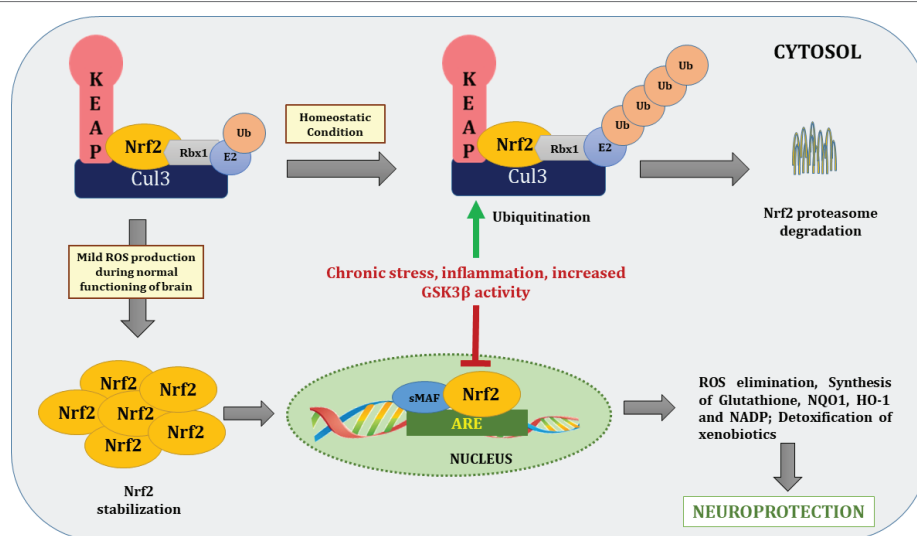 CYTOSOL
K
E
A
P
Nrf2
Rbx1
E2
Ub
Cul3
Homeostatic
Condition
K
E
A
P
Nrf2
Rbx1
E2
Ub
Ub
Ub
Ub
Cul3
Ubiquitination
Nrf2 proteasome
degradation
Mild ROS production
during normal
functioning of brain
Chronic stress, inflammation, increased
GSK3β activity
Nrf2
Nrf2
Nrf2
Nrf2
Nrf2
Nrf2
Nrf2
Nrf2
stabilization
sMAF
Nrf2
ARE
NUCLEUS
ROS elimination, Synthesis
of Glutathione, NQO1, HO-1
and NADP; Detoxification of
xenobiotics
NEUROPROTECTION